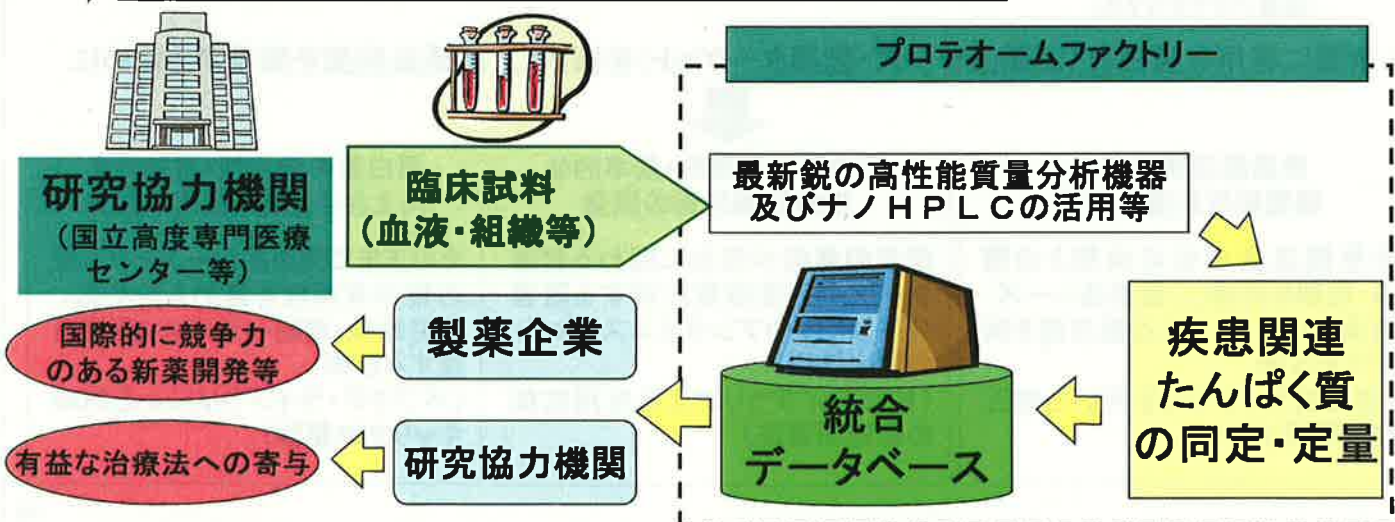 プロテオームファクトリー
研究協力機関
(国立高度専門医療
センター等)
臨床試料
(血液・組織等)
最新鋭の高性能質量分析機器
及びナノHPLCの活用等
疾患関連
たんぱく質
の同定・定量
統合
データベース
製薬企業
研究協力機関
国際的に競争力
のある新薬開発等
有益な治療法への寄与